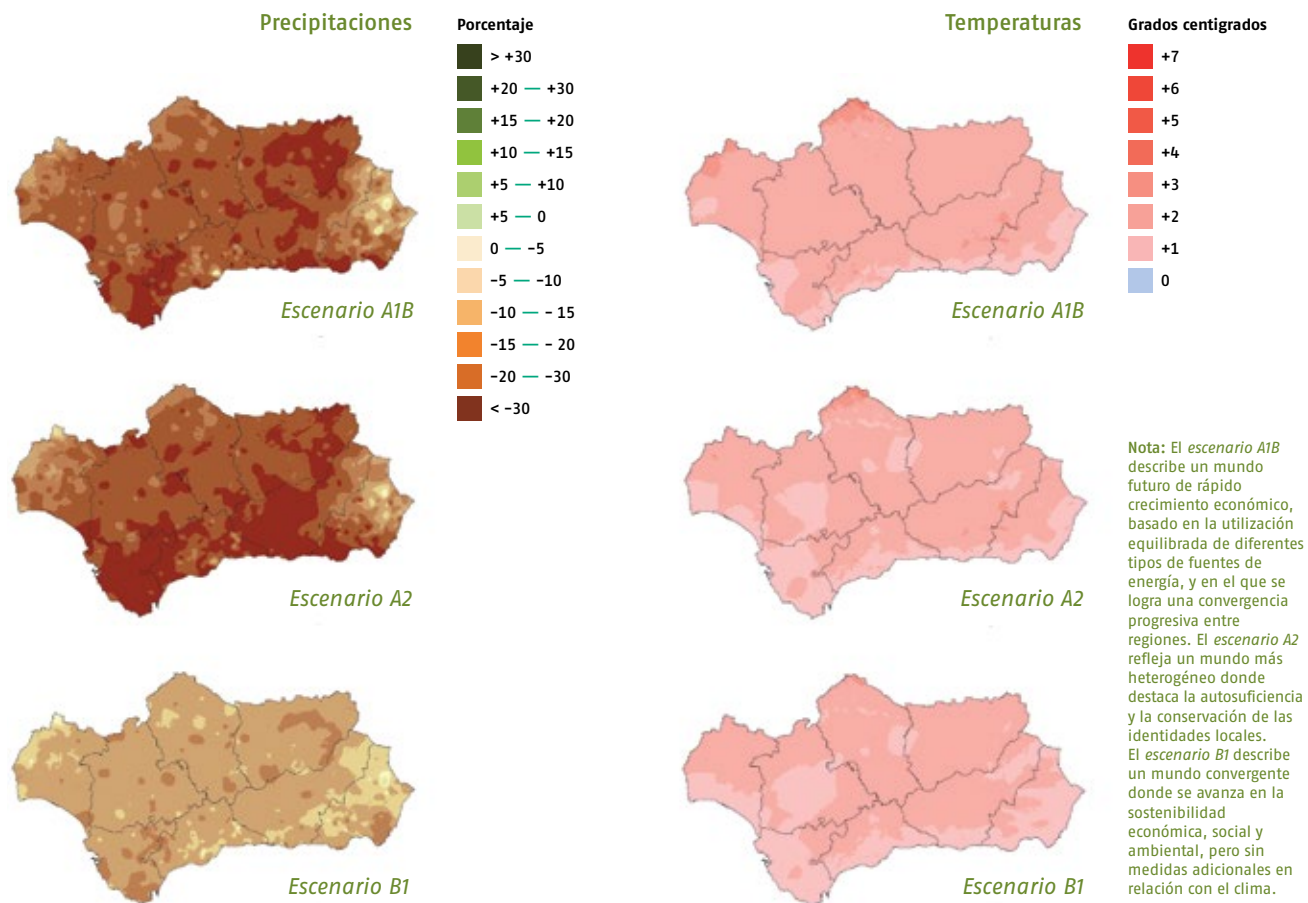 Precipitaciones
Porcentaje
> +30
+20 — +30
+15 — +20
+10 — +15
+5 — +10
+5 — 0
0 — -5
-5 — -10
-10 — - 15
-15 — - 20
-20 — -30
< -30
Escenario A1B
Escenario A2
Escenario B1
Temperaturas
Grados centigrados
+7
+6
+5
+4
+3
+2
+1
0
Escenario A1B
Escenario A2
Escenario B1
Nota: El escenario A1B
describe un mundo
futuro de rápido
crecimiento económico,
basado en la utilización
equilibrada de diferentes
tipos de fuentes de
energía, y en el que se
logra una convergencia
progresiva entre
regiones. El escenario A2
refleja un mundo más
heterogéneo donde
destaca la autosuficiencia
y la conservación de las
identidades locales.
El escenario B1 describe
un mundo convergente
donde se avanza en la
sostenibilidad
económica, social y
ambiental, pero sin
medidas adicionales en
relación con el clima.